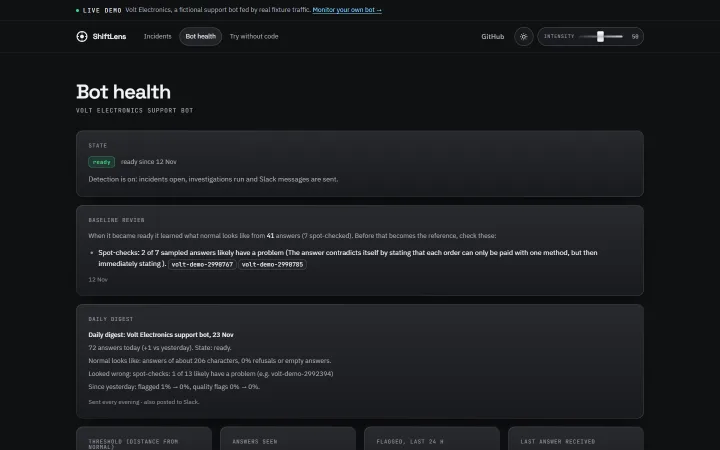 LIVE DEMO Volt Electronics, a fictional support bot fed by real fixture traffic. Monitor your own bot →
ShiftLens Incidents Bot health Try without code GitHub INTENSITY 50
Bot health
VOLT ELECTRONICS SUPPORT BOT
STATE
ready ready since 12 Nov
Detection is on: incidents open, investigations run and Slack messages are sent.
BASELINE REVIEW
When it became ready it learned what normal looks like from 41 answers (7 spot-checked). Before that becomes the reference, check these:
Spot-checks: 2 of 7 sampled answers likely have a problem (The answer contradicts itself by stating that each order can only be paid with one method, but then
immediately stating ). volt-demo-2990767 volt-demo-2990785
12 Nov
DAILY DIGEST
Daily digest: Volt Electronics support bot, 23 Nov
72 answers today (+1 vs yesterday). State: ready.
Normal looks like: answers of about 206 characters, 0% refusals or empty answers.
Looked wrong: spot-checks: 1 of 13 likely have a problem (e.g. volt-demo-2992394)
Since yesterday: flagged 1% → 0%, quality flags 0% → 0%.
Sent every evening · also posted to Slack.
THRESHOLD (DISTANCE FROM
NORMAL)
ANSWERS SEEN
FLAGGED, LAST 24 H
LAST ANSWER RECEIVED